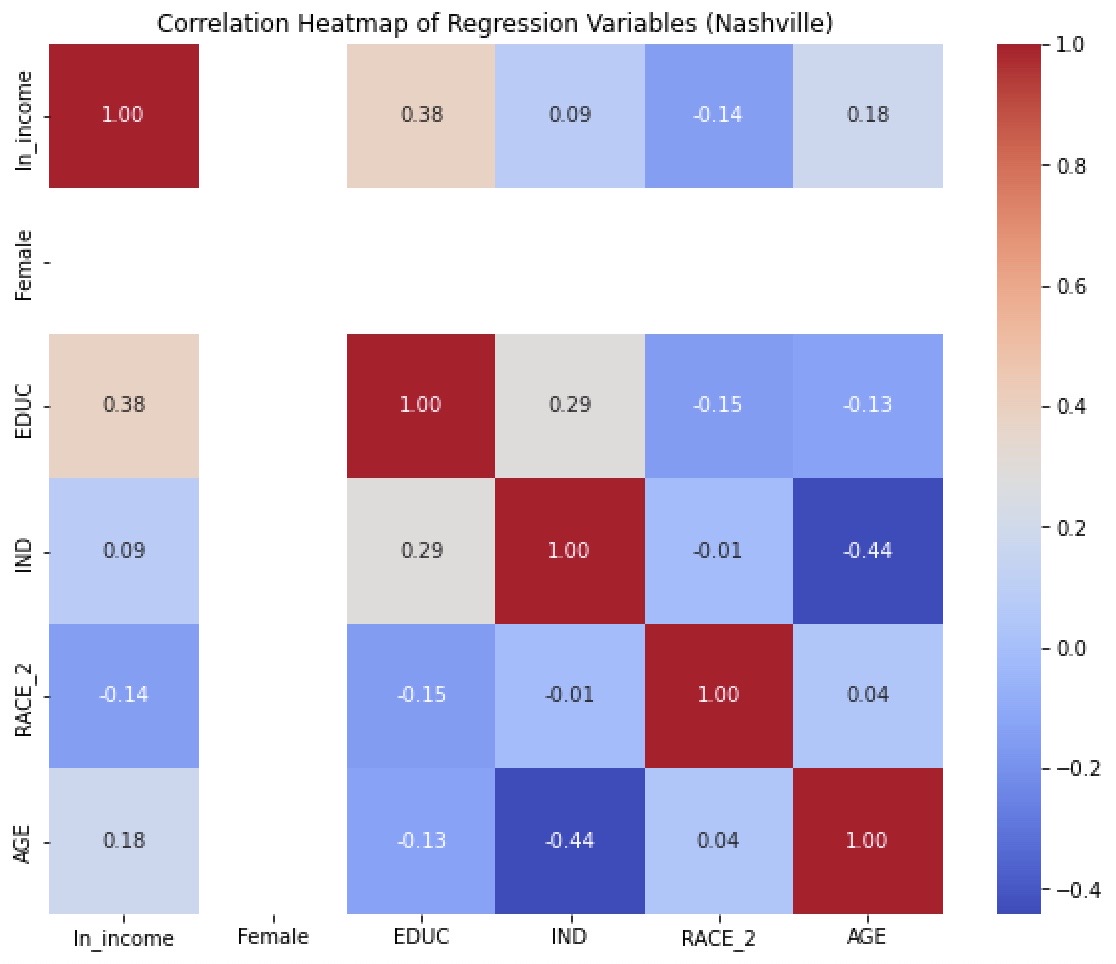 Correlation Heatmap of Regression Variables (Nashville)
ln_income 1.00 0.38 0.09 -0.14 0.18
Female
EDUC 0.38 1.00 0.29 -0.15 -0.13
IND 0.09 0.29 1.00 -0.01 -0.44
RACE_2 -0.14 -0.15 -0.01 1.00 0.04
AGE 0.18 -0.13 -0.44 0.04 1.00
ln_income Female EDUC IND RACE_2 AGE
1.0
0.8
0.6
0.4
0.2
0.0
−0.2
−0.4